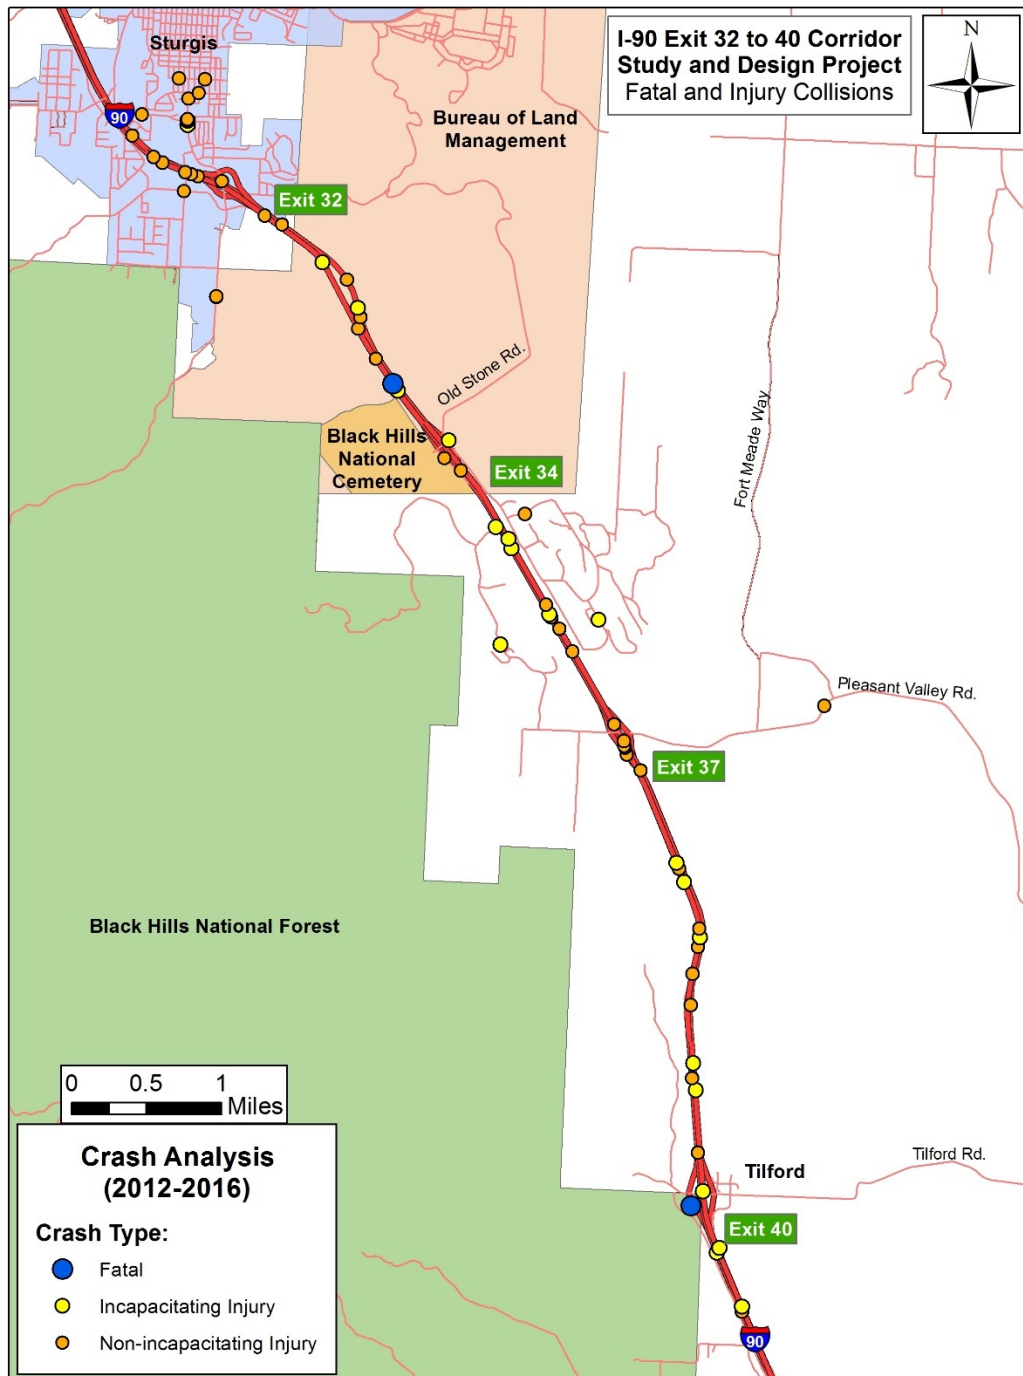 I-90 Exit 32 to 40 Corridor
Study and Design Project
Fatal and Injury Collisions
N
Sturgis
90
Bureau of Land
Management
Exit 32
Old Stone Rd.
Black Hills
National
Cemetery
Exit 34
Fort Meade Way
Pleasant Valley Rd.
Exit 37
Black Hills National Forest
0 0.5 1
Miles
Crash Analysis
(2012-2016)
Crash Type:
Fatal
Incapacitating Injury
Non-incapacitating Injury
Tilford
Tilford Rd.
Exit 40
90